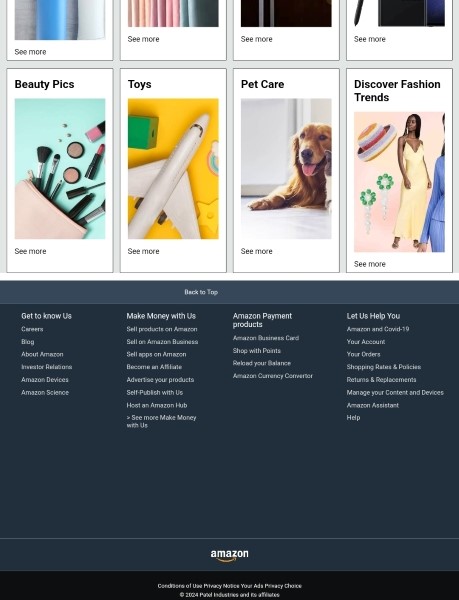 See more
See more
See more
See more
Beauty Pics
Toys
Pet Care
Discover Fashion
Trends
See more
See more
See more
See more
Back to Top
Get to know Us
Careers
Blog
About Amazon
Investor Relations
Amazon Devices
Amazon Science
Make Money with Us
Sell products on Amazon
Sell on Amazon Business
Sell apps on Amazon
Become an Affiliate
Advertise your products
Self-Publish with Us
Host an Amazon Hub
> See more Make Money
with Us
Amazon Payment
products
Amazon Business Card
Shop with Points
Reload your Balance
Amazon Currency Convertor
Let Us Help You
Amazon and Covid-19
Your Account
Your Orders
Shopping Rates & Policies
Returns & Replacements
Manage your Content and Devices
Amazon Assistant
Help
amazon
Conditions of Use Privacy Notice Your Ads Privacy Choice
© 2024 Patel Industries and its affiliates